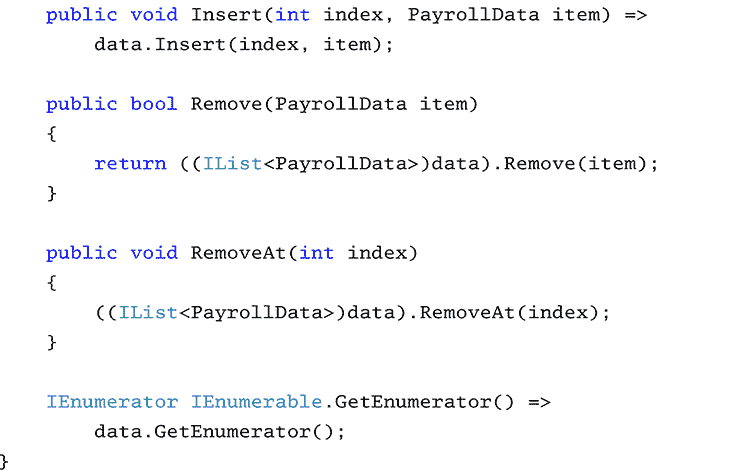 public void Insert(int index, PayrollData item) =>
data.Insert(index, item);
public bool Remove(PayrollData item)
{
return ((IList<PayrollData>)data).Remove(item);
}
public void RemoveAt(int index)
{
((IList<PayrollData>)data).RemoveAt(index);
}
IEnumerator IEnumerable.GetEnumerator() =>
data.GetEnumerator();
}